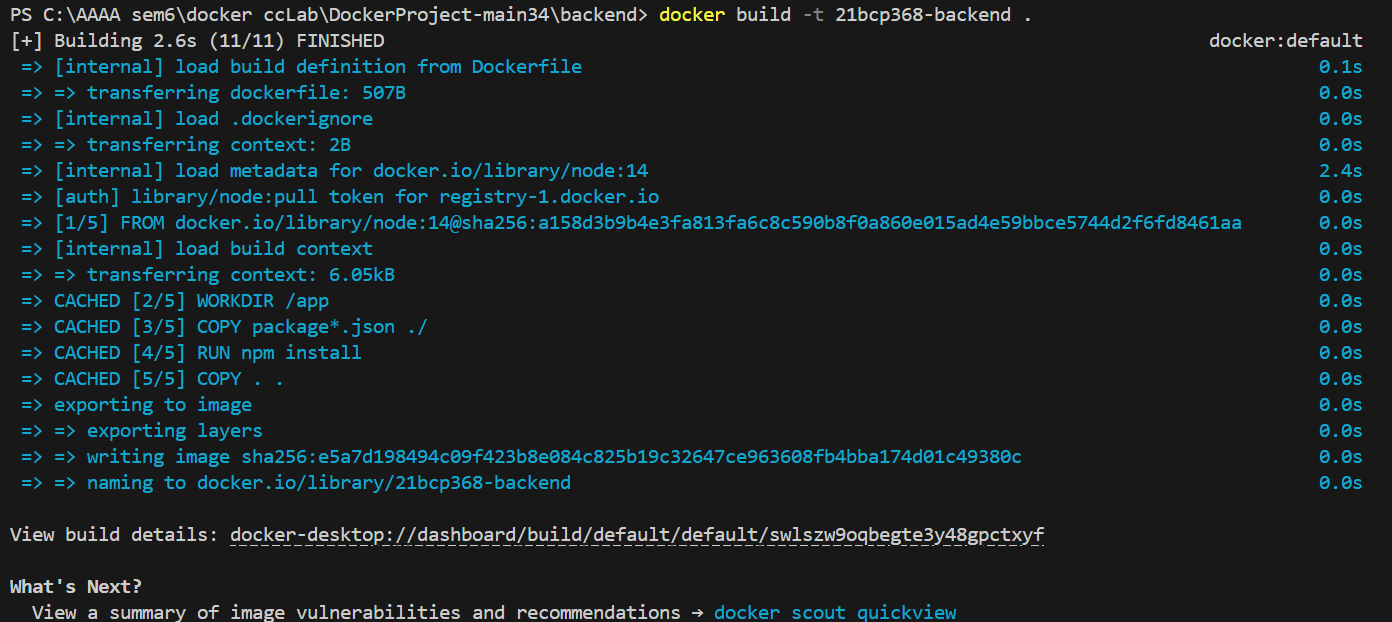 PS C:\AAAA sem6\docker ccLab\DockerProject-main34\backend> docker build -t 21bcp368-backend .
[+] Building 2.6s (11/11) FINISHED docker:default
=> [internal] load build definition from Dockerfile 0.1s
=> => transferring dockerfile: 507B 0.0s
=> [internal] load .dockerignore 0.0s
=> => transferring context: 2B 0.0s
=> [internal] load metadata for docker.io/library/node:14 2.4s
=> [auth] library/node:pull token for registry-1.docker.io 0.0s
=> [1/5] FROM docker.io/library/node:14@sha256:a158d3b9b4e3fa813fa6c8c590b8f0a860e015ad4e59bbce5744d2f6fd8461aa 0.0s
=> [internal] load build context 0.0s
=> => transferring context: 6.05kB 0.0s
=> CACHED [2/5] WORKDIR /app 0.0s
=> CACHED [3/5] COPY package*.json ./ 0.0s
=> CACHED [4/5] RUN npm install 0.0s
=> CACHED [5/5] COPY . . 0.0s
=> exporting to image 0.0s
=> => exporting layers 0.0s
=> => writing image sha256:e5a7d198494c09f423b8e084c825b19c32647ce963608fb4bba174d01c49380c 0.0s
=> => naming to docker.io/library/21bcp368-backend 0.0s
View build details: docker-desktop://dashboard/build/default/default/swlszw9oqbegte3y48gpctxyf
What's Next?
View a summary of image vulnerabilities and recommendations → docker scout quickview